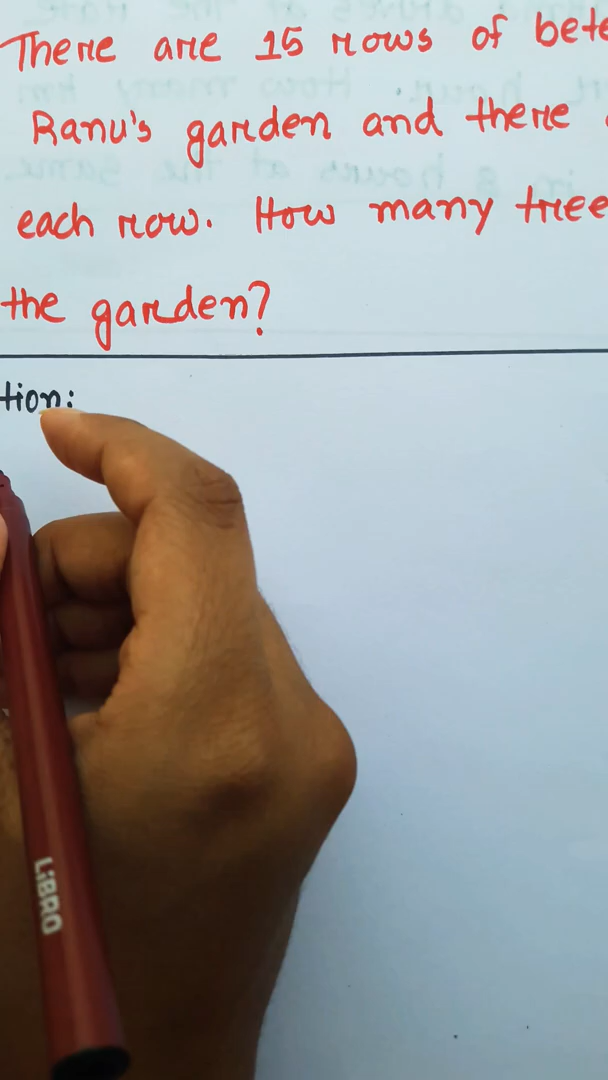 There are 15 rows of bete
Ranu's garden and there
each row. How many tree
the garden?
tion:
LiBRO